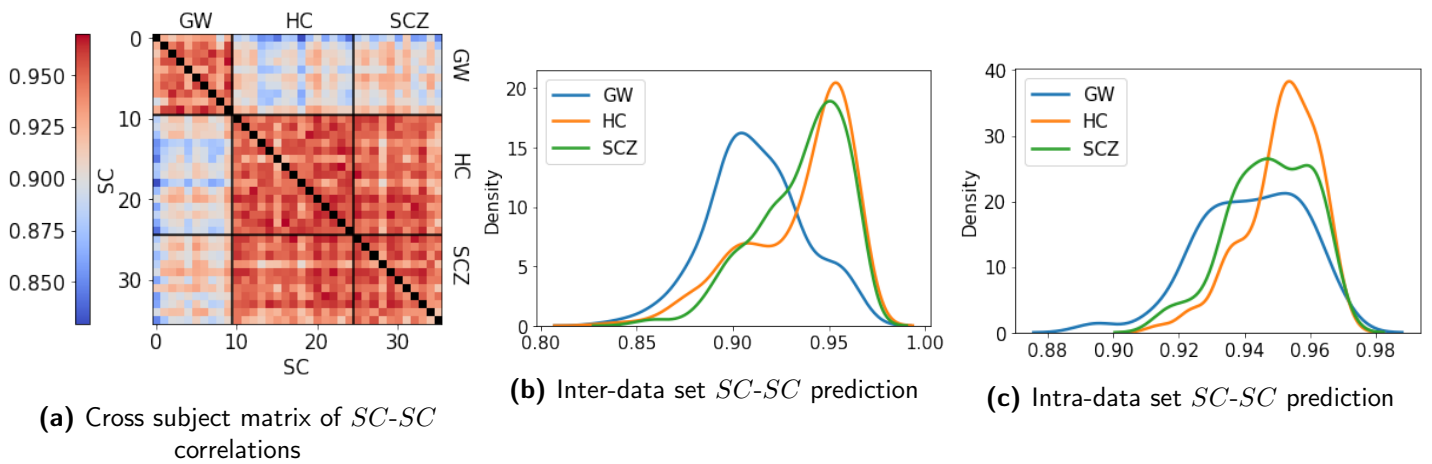 GW HC SCZ
0.950
0.925
0.900
0.875
0.850
SC
0
10
20
30
GW
HC
SCZ
0 10 20 30
SC
(a) Cross subject matrix of SC-SC
correlations
GW
HC
SCZ
Density
20
15
10
5
0
0.80 0.85 0.90 0.95 1.00
(b) Inter-data set SC-SC prediction
GW
HC
SCZ
Density
40
30
20
10
0
0.88 0.90 0.92 0.94 0.96 0.98
(c) Intra-data set SC-SC prediction